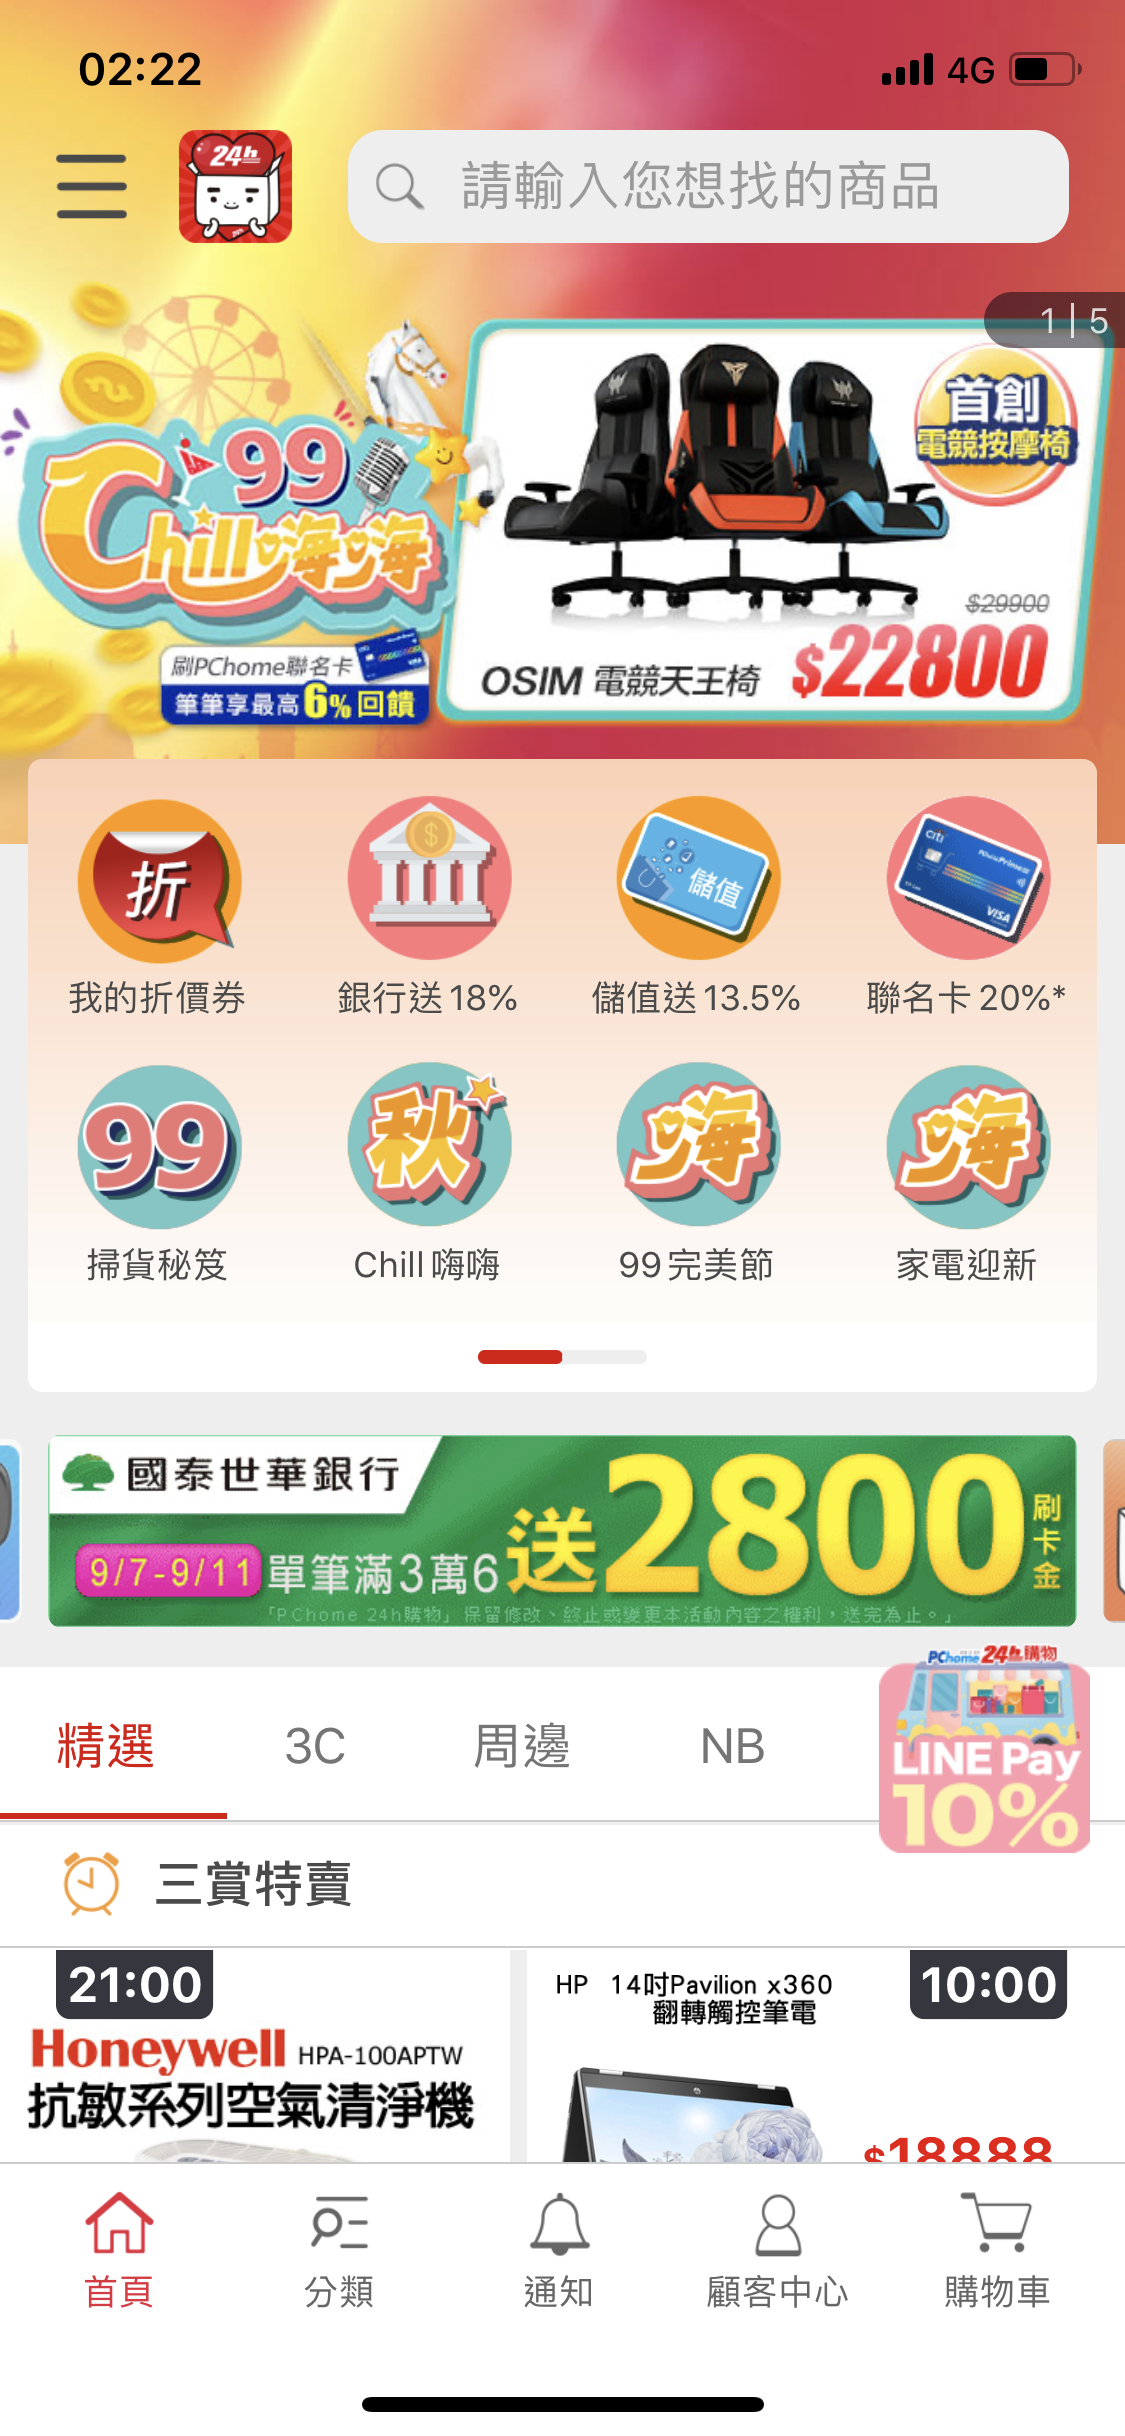 02:22
4G
24h
請輸入您想找的商品
1 | 5
首創
電競按摩椅
99
Chill嗨嗨
$29900
OSIM 電競天王椅
$22800
刷PChome聯名卡
筆筆享最高6%回饋
折
儲值
citi
VISA
我的折價券
銀行送 18%
儲值送 13.5%
聯名卡 20%*
99
秋
嗨
嗨
掃貨秘笈
Chill 嗨嗨
99 完美節
家電迎新
國泰世華銀行
9/7-9/11
單筆滿3萬6
送2800
刷卡金
「PChome 24h購物」保留修改、終止或變更本活動內容之權利，送完為止。」
PChome 24h購物
LINE Pay
10%
精選
3C
周邊
NB
三賞特賣
21:00
Honeywell HPA-100APTW
抗敏系列空氣清淨機
10:00
HP 14吋Pavilion x360
翻轉觸控筆電
$18888
首頁
分類
通知
顧客中心
購物車